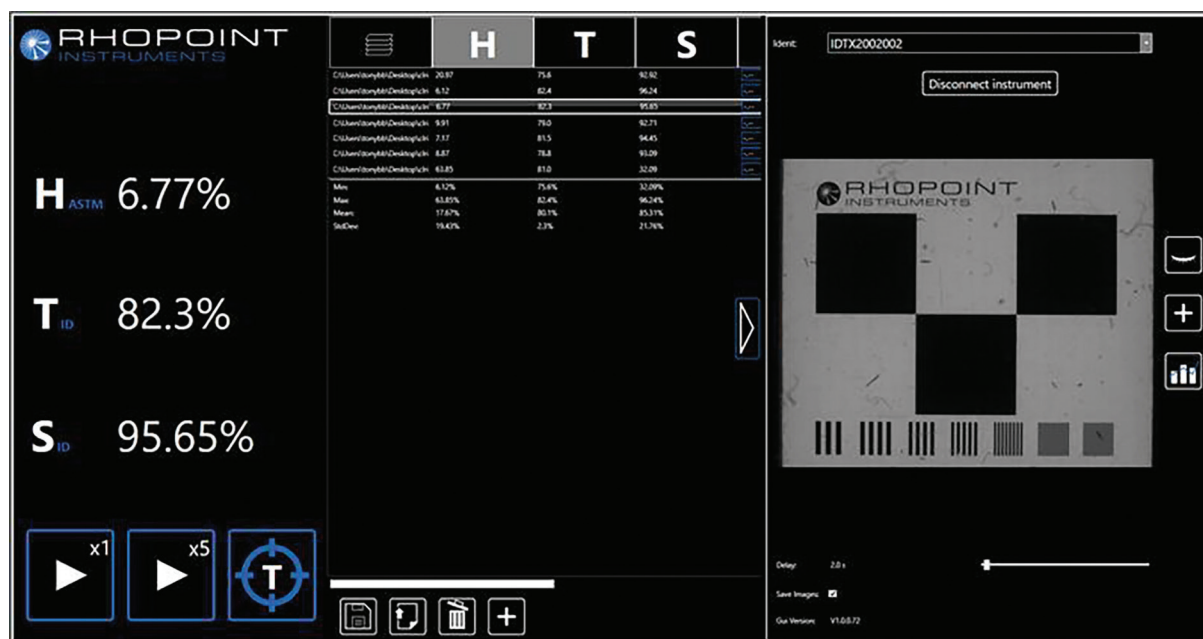 RHOPOINT
INSTRUMENTS
H ASTM 6.77%
T ID 82.3%
S ID 95.65%
x1 x5 T
H T S
20.97 75.6 92.92
6.12 82.4 96.24
6.77 82.3 95.65
9.91 79.0 92.71
7.17 81.5 94.45
8.87 78.8 93.09
63.85 81.0 32.09
Min: 6.12% 75.6% 32.09%
Max: 63.85% 82.4% 96.24%
Mean: 17.67% 80.1% 85.31%
StdDev: 19.43% 2.3% 21.76%
Ident: IDTX2002002
Disconnect instrument
RHOPOINT
INSTRUMENTS
Delay: 2.0 s
Save Images:
Gui Version: V1.0.0.72